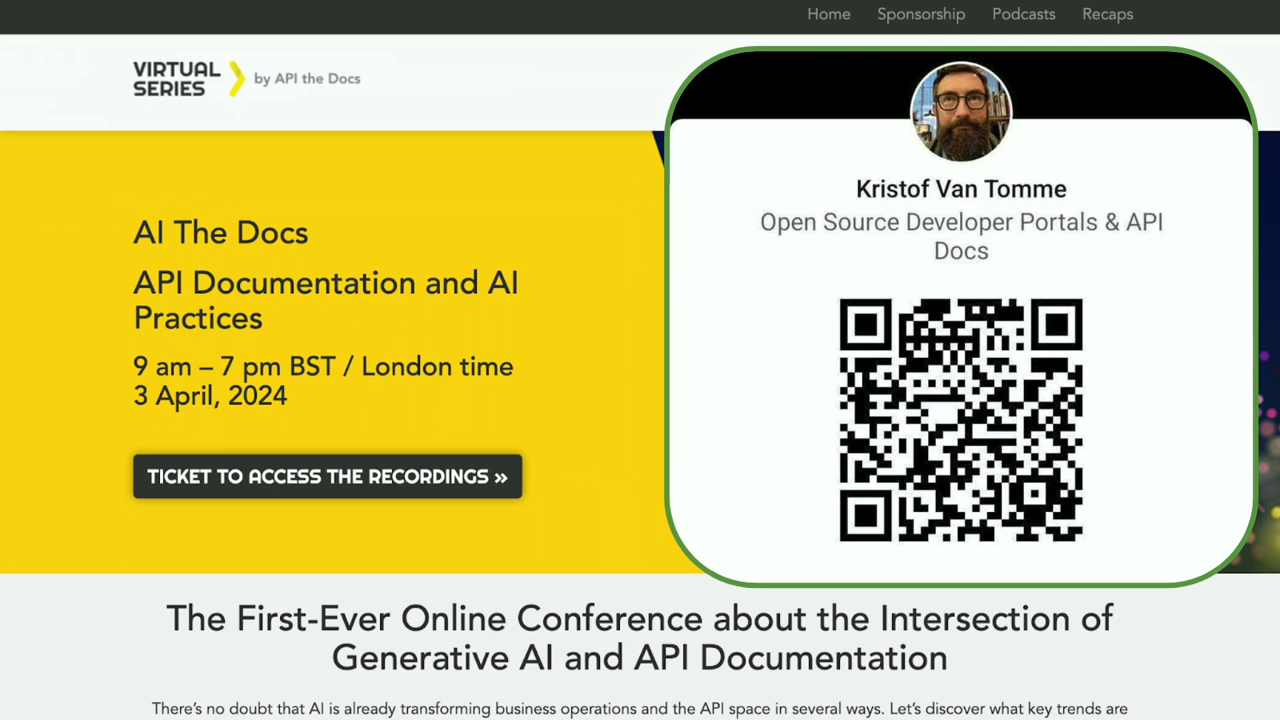 Home Sponsorship Podcasts Recaps
VIRTUAL
SERIES
by API the Docs
AI The Docs
API Documentation and AI
Practices
9 am – 7 pm BST / London time
3 April, 2024
TICKET TO ACCESS THE RECORDINGS »
Kristof Van Tomme
Open Source Developer Portals & API
Docs
The First-Ever Online Conference about the Intersection of
Generative AI and API Documentation
There's no doubt that AI is already transforming business operations and the API space in several ways. Let's discover what key trends are